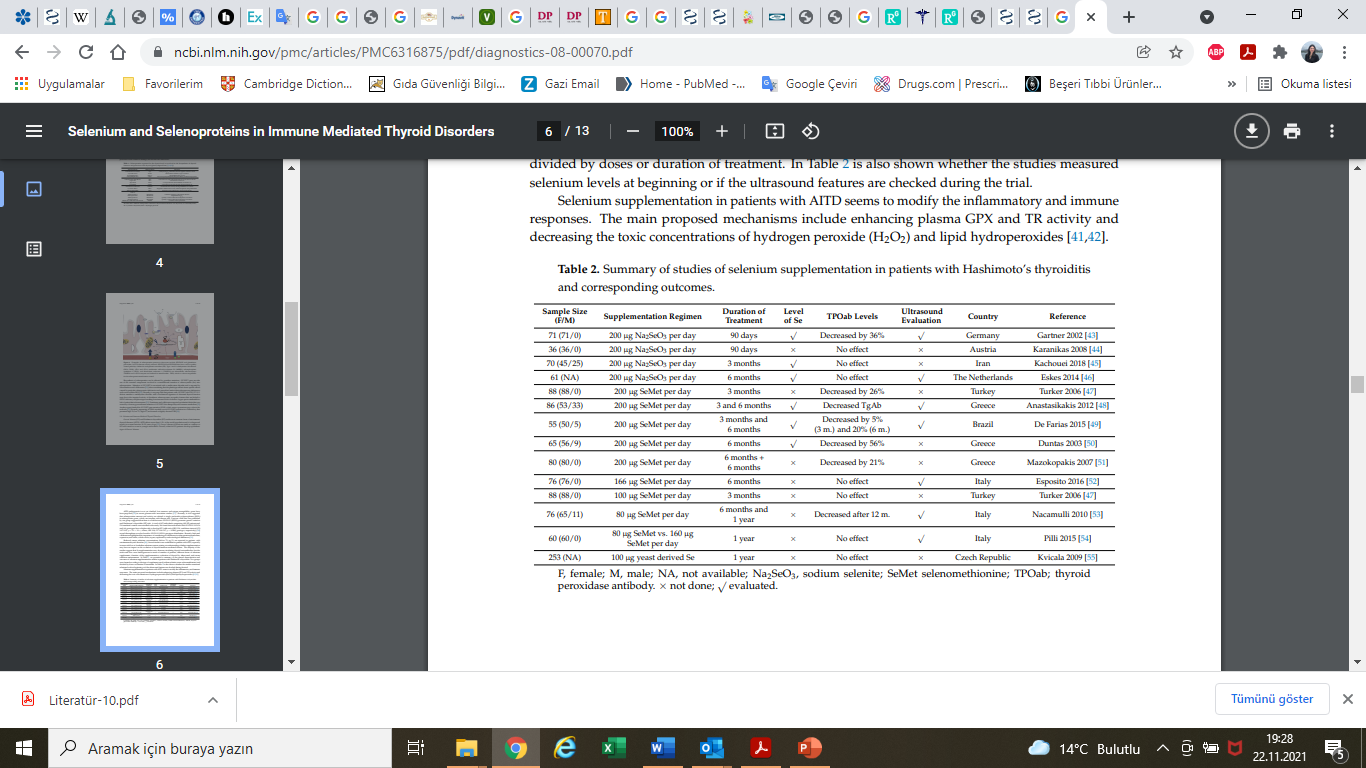 ncbi.nlm.nih.gov/pmc/articles/PMC6316875/pdf/diagnostics-08-00070.pdf
Uygulamalar Favorilerim Cambridge Diction... Gıda Güvenliği Bilgi... Gazi Email Home - PubMed -... Google Çeviri Drugs.com | Prescri... Beşeri Tıbbi Ürünler... » Okuma listesi
Selenium and Selenoproteins in Immune Mediated Thyroid Disorders 6 / 13 100%
4
5
6
divided by doses or duration of treatment. In Table 2 is also shown whether the studies measured
selenium levels at beginning or if the ultrasound features are checked during the trial.
Selenium supplementation in patients with AITD seems to modify the inflammatory and immune
responses. The main proposed mechanisms include enhancing plasma GPX and TR activity and
decreasing the toxic concentrations of hydrogen peroxide (H2O2) and lipid hydroperoxides [41,42].
Table 2. Summary of studies of selenium supplementation in patients with Hashimoto's thyroiditis
and corresponding outcomes.
Sample Size (F/M) Supplementation Regimen Duration of Treatment Level of Se TPOab Levels Ultrasound Evaluation Country Reference
71 (71/0) 200 µg Na2SeO3 per day 90 days √ Decreased by 36% √ Germany Gartner 2002 [43]
36 (36/0) 200 µg Na2SeO3 per day 90 days × No effect × Austria Karanikas 2008 [44]
70 (45/25) 200 µg Na2SeO3 per day 3 months √ No effect × Iran Kachouei 2018 [45]
61 (NA) 200 µg Na2SeO3 per day 6 months √ No effect √ The Netherlands Eskes 2014 [46]
88 (88/0) 200 µg SeMet per day 3 months × Decreased by 26% × Turkey Turker 2006 [47]
86 (53/33) 200 µg SeMet per day 3 and 6 months √ Decreased TgAb √ Greece Anastasikakis 2012 [48]
55 (50/5) 200 µg SeMet per day 3 months and 6 months √ Decreased by 5% (3 m.) and 20% (6 m.) √ Brazil De Farias 2015 [49]
65 (56/9) 200 µg SeMet per day 6 months √ Decreased by 56% × Greece Duntas 2003 [50]
80 (80/0) 200 µg SeMet per day 6 months + 6 months × Decreased by 21% × Greece Mazokopakis 2007 [51]
76 (76/0) 166 µg SeMet per day 6 months × No effect √ Italy Esposito 2016 [52]
88 (88/0) 100 µg SeMet per day 3 months × No effect × Turkey Turker 2006 [47]
76 (65/11) 80 µg SeMet per day 6 months and 1 year × Decreased after 12 m. √ Italy Nacamulli 2010 [53]
60 (60/0) 80 µg SeMet vs. 160 µg SeMet per day 1 year × No effect √ Italy Pilli 2015 [54]
253 (NA) 100 µg yeast derived Se 1 year × No effect × Czech Republic Kvicala 2009 [55]
F, female; M, male; NA, not available; Na2SeO3, sodium selenite; SeMet selenomethionine; TPOab; thyroid
peroxidase antibody. × not done; √ evaluated.
Literatür-10.pdf Tümünü göster
Aramak için buraya yazın 14°C Bulutlu 19:28
22.11.2021 5